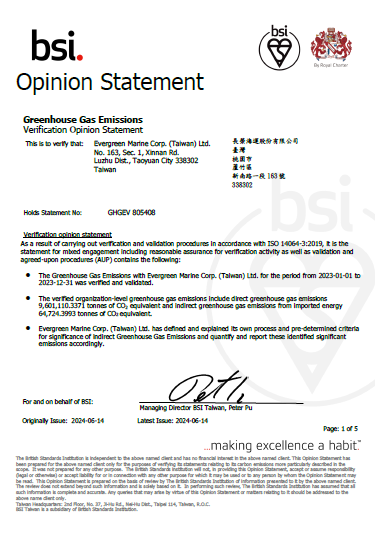 bsi.
bsi
By Royal Charter
Opinion Statement
Greenhouse Gas Emissions
Verification Opinion Statement
This is to verify that: Evergreen Marine Corp. (Taiwan) Ltd.
No. 163, Sec. 1, Xinnan Rd.
Luzhu Dist., Taoyuan City 338302
Taiwan
長榮海運股份有限公司
臺灣
桃園市
蘆竹區
新南路一段 163 號
338302
Holds Statement No: GHGEV 805408
Verification opinion statement
As a result of carrying out verification and validation procedures in accordance with ISO 14064-3:2019, it is the
statement for mixed engagement including reasonable assurance for verification activity as well as validation and
agreed-upon procedures (AUP) contains the following:
● The Greenhouse Gas Emissions with Evergreen Marine Corp. (Taiwan) Ltd. for the period from 2023-01-01 to
2023-12-31 was verified and validated.
● The verified organization-level greenhouse gas emissions include direct greenhouse gas emissions
9,601,110.3371 tonnes of CO₂ equivalent and indirect greenhouse gas emissions from imported energy
64,724.3993 tonnes of CO₂ equivalent.
● Evergreen Marine Corp. (Taiwan) Ltd. has defined and explained its own process and pre-determined criteria
for significance of indirect Greenhouse Gas Emissions and quantify and report these identified significant
emissions accordingly.
For and on behalf of BSI:
Managing Director BSI Taiwan, Peter Pu
Originally Issue: 2024-06-14 Latest Issue: 2024-06-14
Page: 1 of 5
...making excellence a habit.™
The British Standards Institution is independent to the above named client and has no financial interest in the above named client. This Opinion Statement has
been prepared for the above named client only for the purposes of verifying its statements relating to its carbon emissions more particularly described in the
scope. It was not prepared for any other purpose. The British Standards Institution will not, in providing this Opinion Statement, accept or assume responsibility
(legal or otherwise) or accept liability for or in connection with any other purpose for which it may be used or to any person by whom the Opinion Statement may
be read. This Opinion Statement is prepared on the basis of review by The British Standards Institution of information presented to it by the above named client.
The review does not extend beyond such information and is solely based on it. In performing such review, The British Standards Institution has assumed that all
such information is complete and accurate. Any queries that may arise by virtue of this Opinion Statement or matters relating to it should be addressed to the
above name client only.
Taiwan Headquarters: 2nd Floor, No. 37, Ji-Hu Rd., Nei-Hu Dist., Taipei 114, Taiwan, R.O.C.
BSI Taiwan is a subsidiary of British Standards Institution.